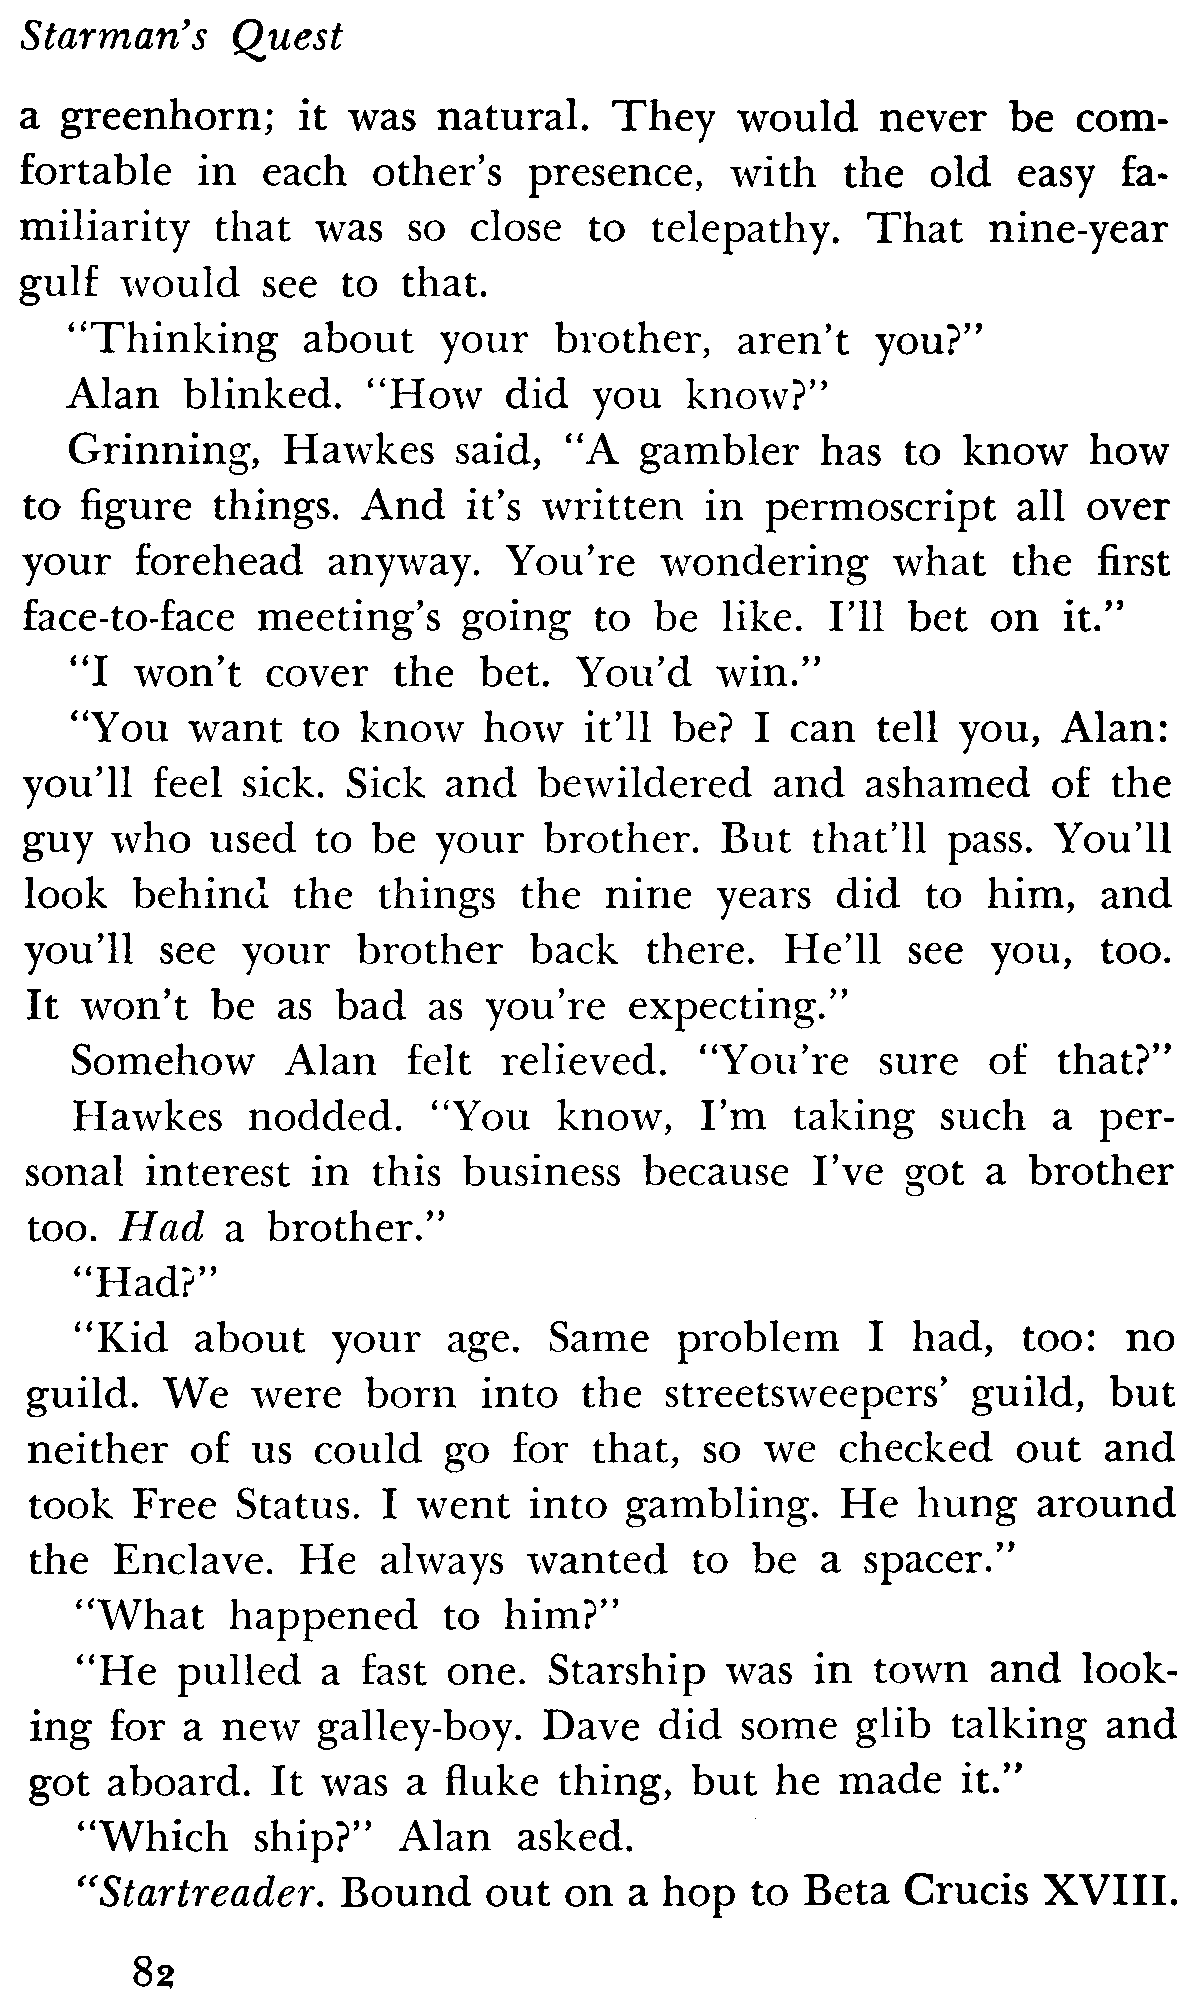 Starman's Quest
a greenhorn; it was natural. They would never be com-
fortable in each other's presence, with the old easy fa-
miliarity that was so close to telepathy. That nine-year
gulf would see to that.
"Thinking about your brother, aren't you?"
Alan blinked. "How did you know?"
Grinning, Hawkes said, "A gambler has to know how
to figure things. And it's written in permoscript all over
your forehead anyway. You're wondering what the first
face-to-face meeting's going to be like. I'll bet on it."
"I won't cover the bet. You'd win."
"You want to know how it'll be? I can tell you, Alan:
you'll feel sick. Sick and bewildered and ashamed of the
guy who used to be your brother. But that'll pass. You'll
look behind the things the nine years did to him, and
you'll see your brother back there. He'll see you, too.
It won't be as bad as you're expecting."
Somehow Alan felt relieved. "You're sure of that?"
Hawkes nodded. "You know, I'm taking such a per-
sonal interest in this business because I've got a brother
too. Had a brother."
"Had?"
"Kid about your age. Same problem I had, too: no
guild. We were born into the streetsweepers' guild, but
neither of us could go for that, so we checked out and
took Free Status. I went into gambling. He hung around
the Enclave. He always wanted to be a spacer."
"What happened to him?"
"He pulled a fast one. Starship was in town and look-
ing for a new galley-boy. Dave did some glib talking and
got aboard. It was a fluke thing, but he made it."
"Which ship?" Alan asked.
"Startreader. Bound out on a hop to Beta Crucis XVIII.
82